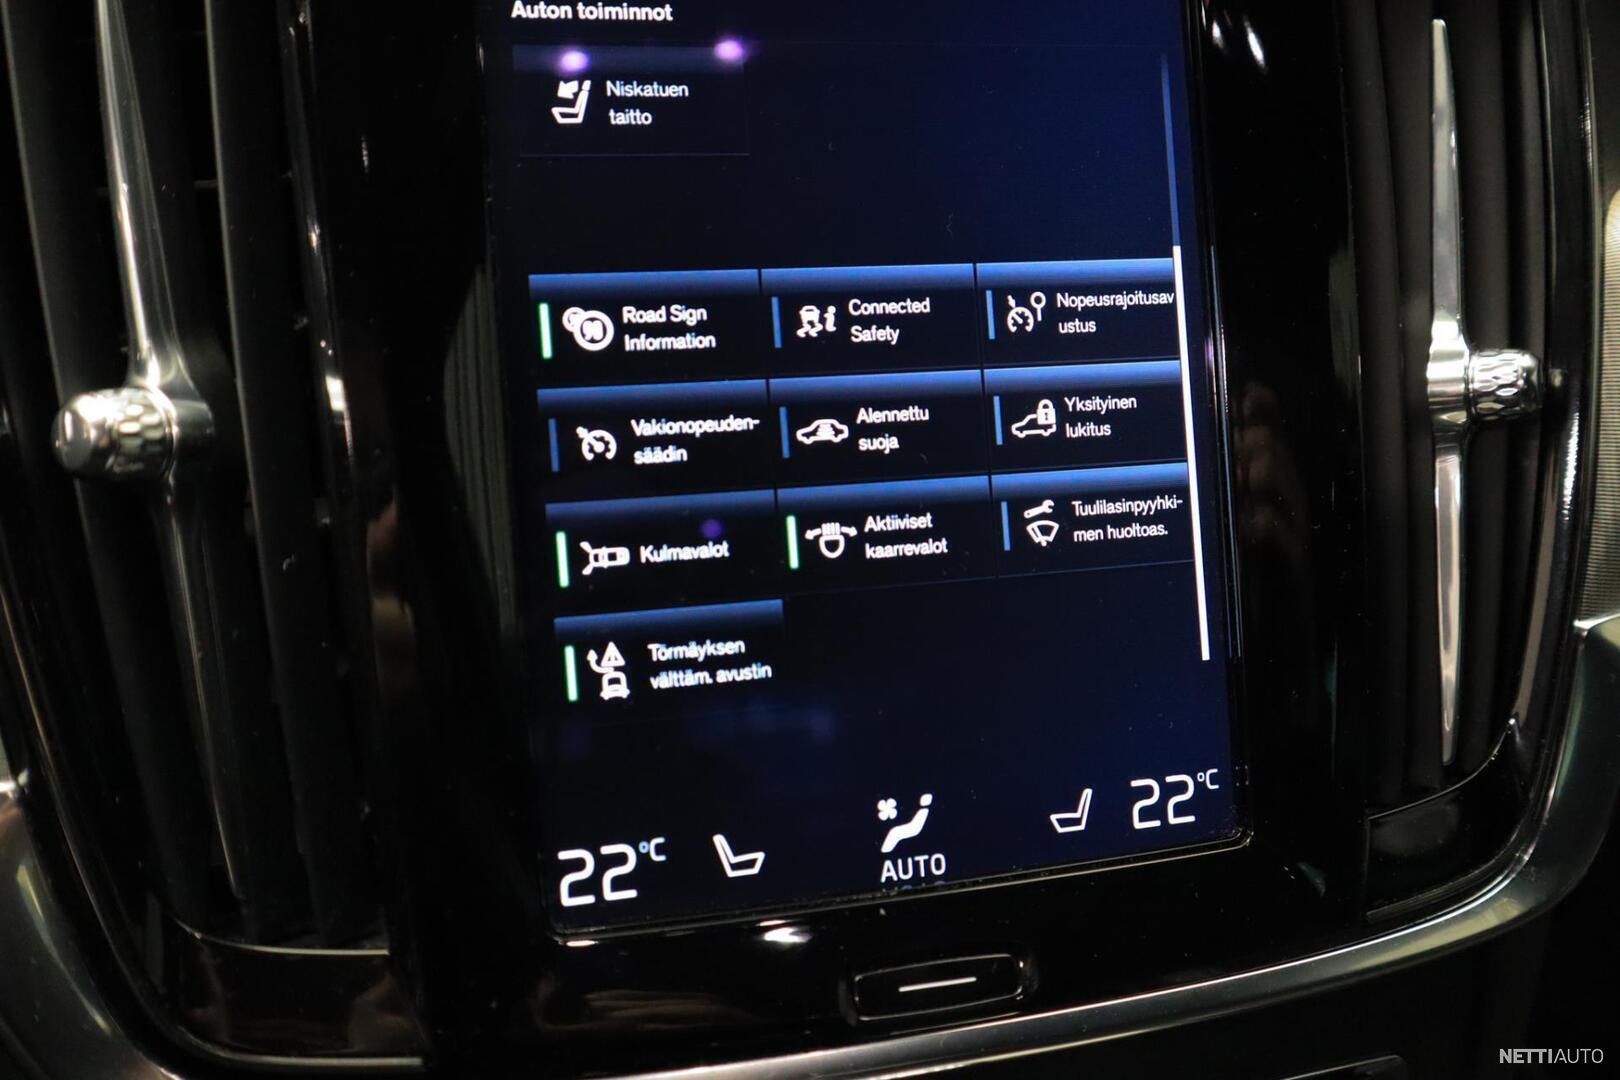 Auton toiminnot
Niskatuen
taitto
Road Sign
Information
Connected
Safety
Nopeusrajoitusav
ustus
Vakionopeuden-
säädin
Alennettu
suoja
Yksityinen
lukitus
Kulmavalot
Aktiiviset
kaarrevalot
Tuulilasinpyyhki-
men huoltoas.
Törmäyksen
välttäm. avustin
22°C
AUTO
22°C
NETTIAUTO